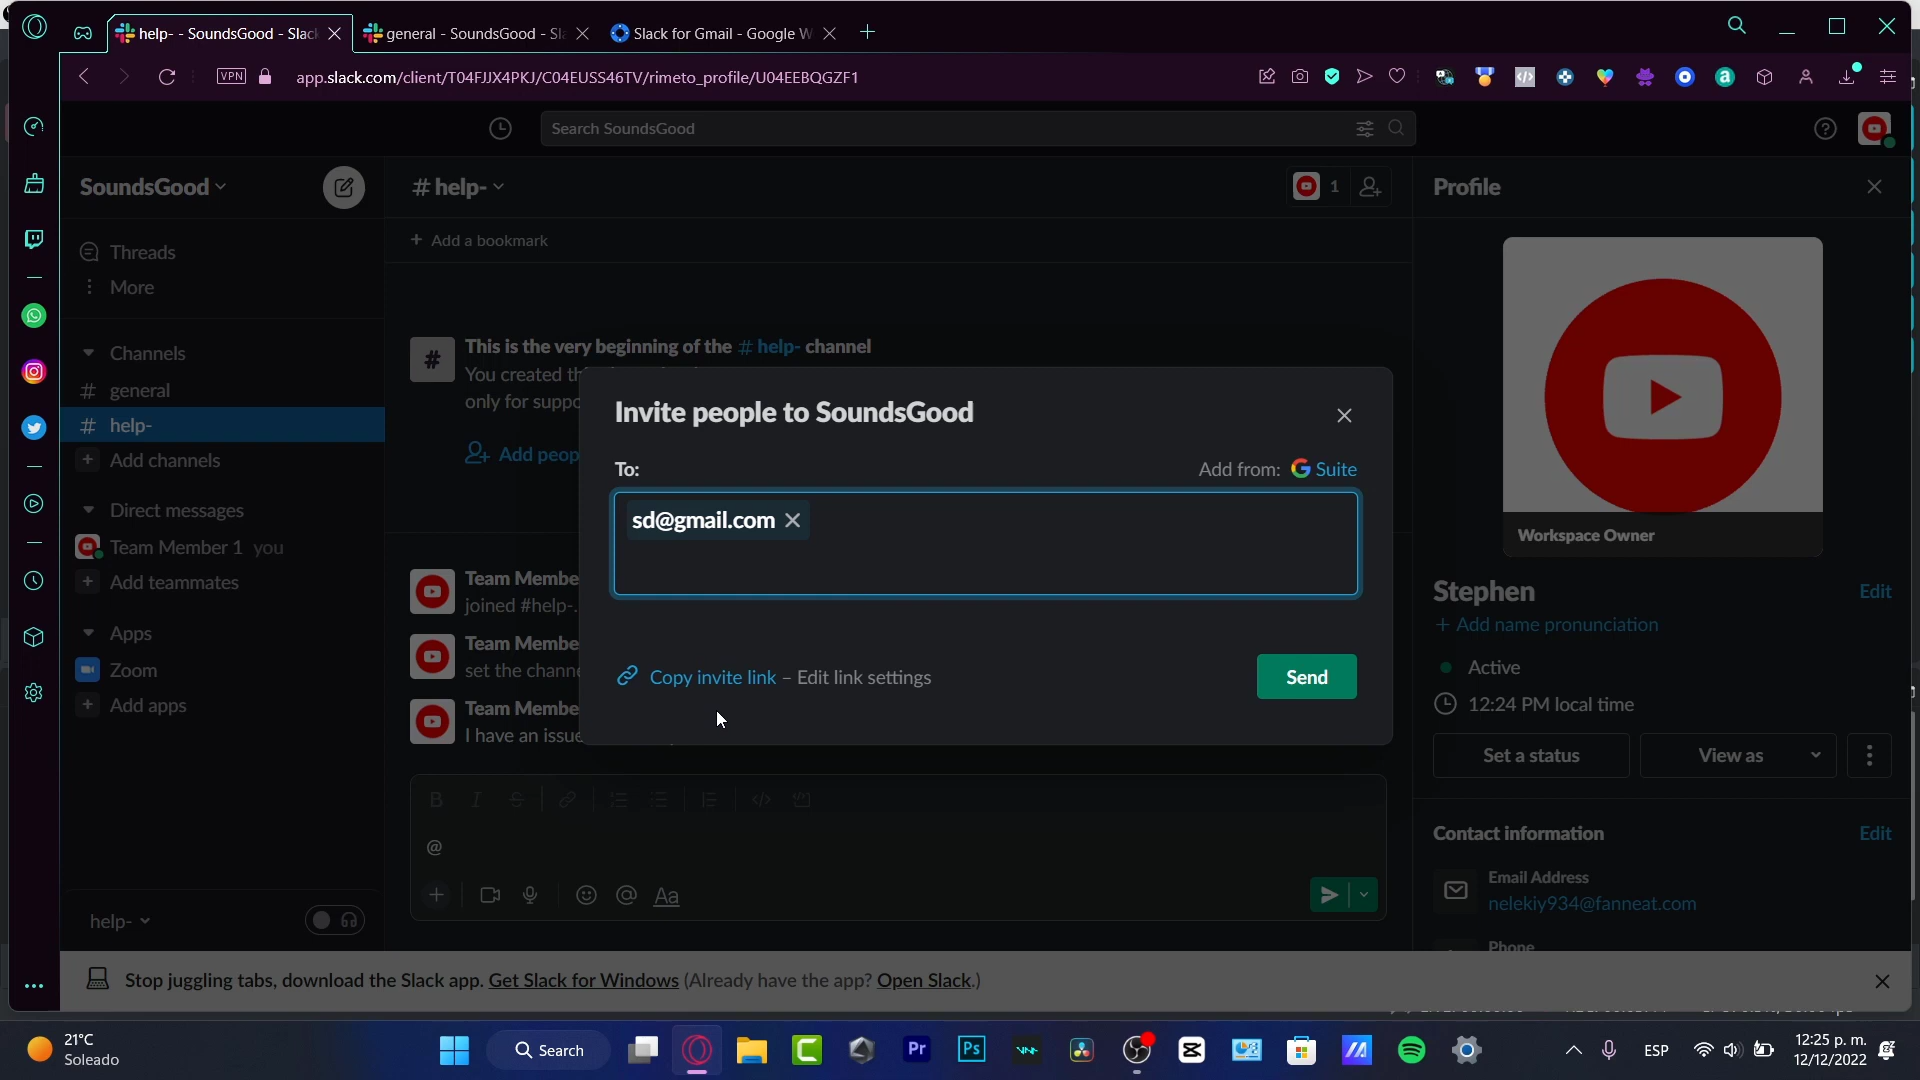 help- - SoundsGood - Slac
general - SoundsGood - Sl
Slack for Gmail - Google W
VPN
app.slack.com/client/T04FJJX4PKJ/C04EUSS46TV/rimeto_profile/U04EEBQGZF1
Search SoundsGood
SoundsGood
# help-
1
Profile
Add a bookmark
Threads
More
Channels
# general
# help-
Add channels
Direct messages
Team Member 1 you
Add teammates
Apps
Zoom
Add apps
help-
#
This is the very beginning of the # help- channel
You created th
only for suppo
Add peop
Team Membe
joined #help-.
Team Membe
set the channe
Team Membe
I have an issue
Invite people to SoundsGood
To:
Add from: G Suite
sd@gmail.com
Copy invite link – Edit link settings
Send
@
Aa
Workspace Owner
Stephen
Edit
+ Add name pronunciation
Active
12:24 PM local time
Set a status
View as
Contact information
Edit
Email Address
nelekiy934@fanneat.com
Phone
Stop juggling tabs, download the Slack app. Get Slack for Windows (Already have the app? Open Slack.)
21°C
Soleado
Search
Pr
Ps
ESP
12:25 p. m.
12/12/2022